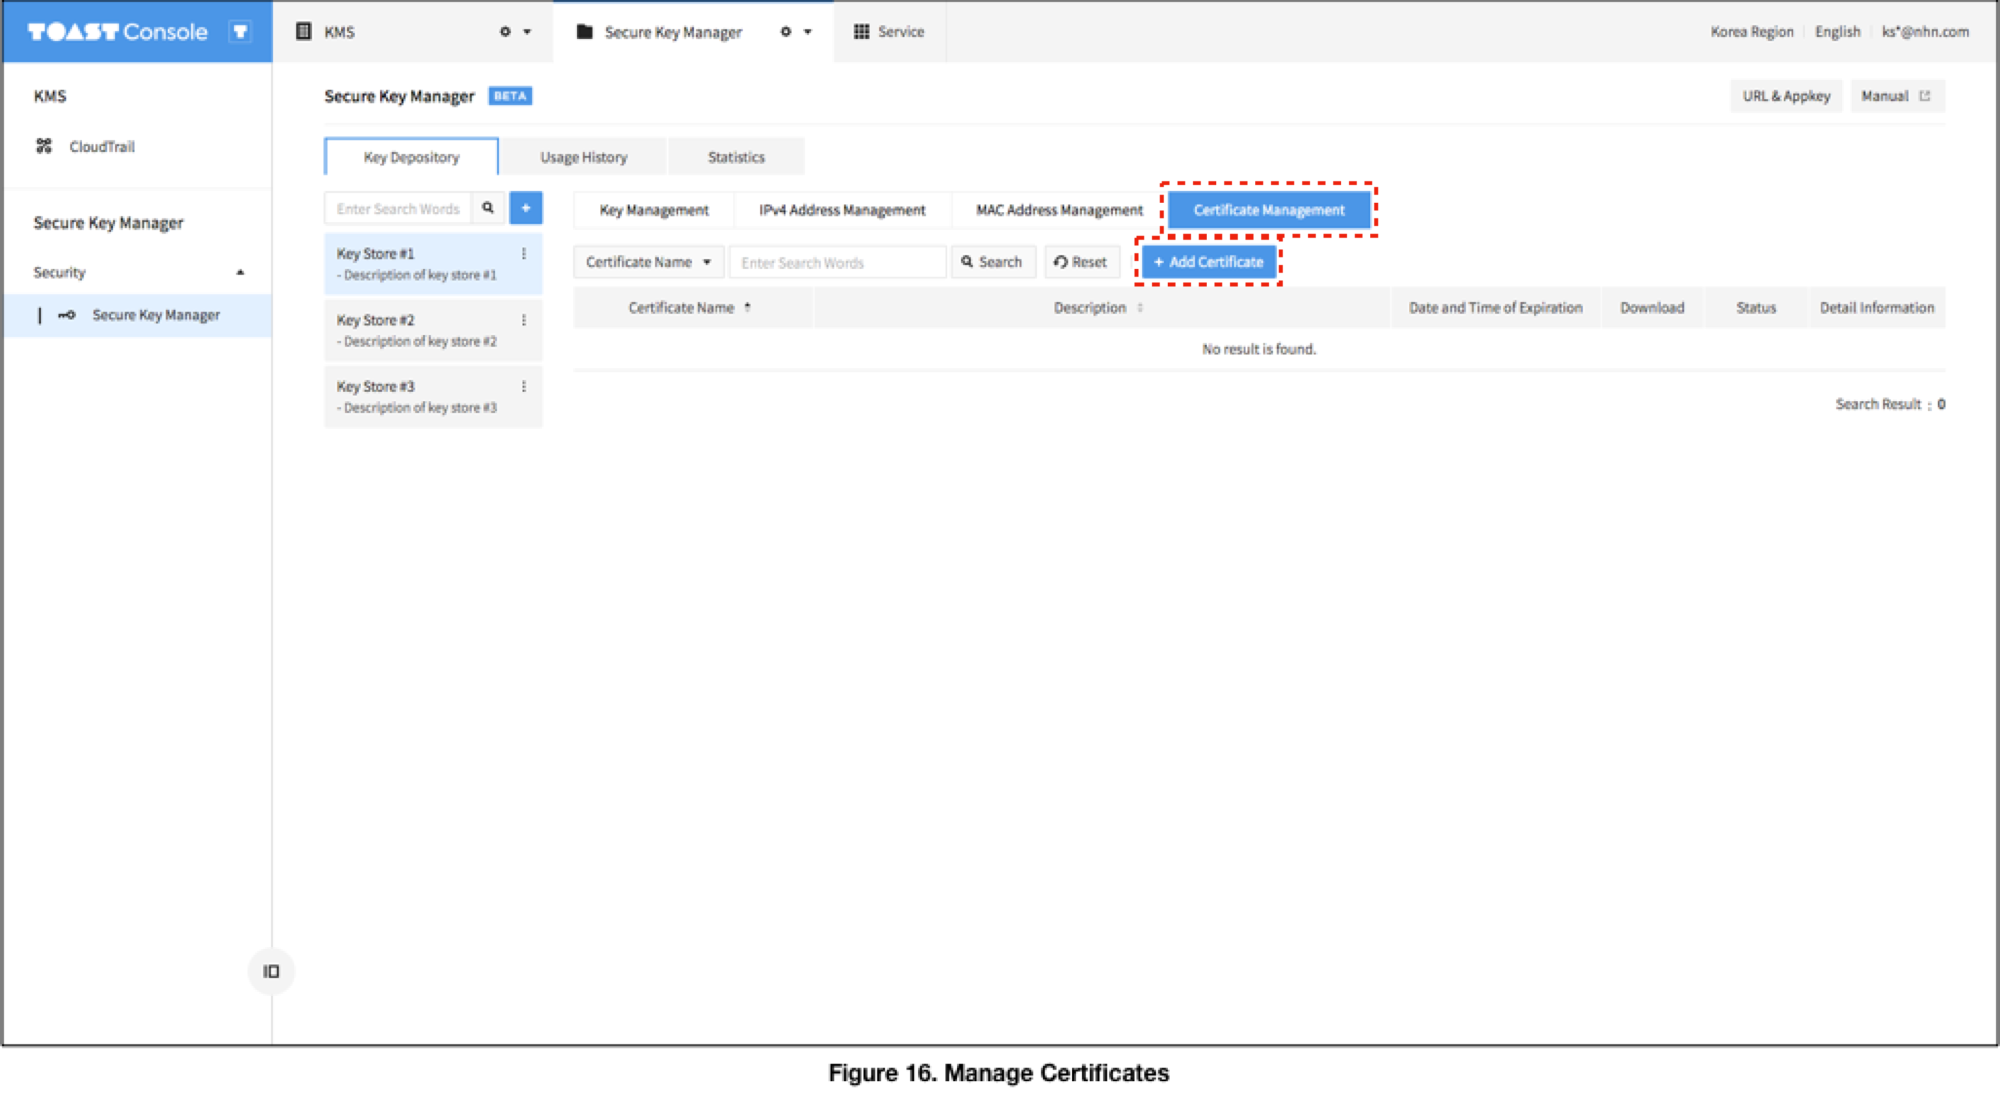 TOAST Console
KMS
Secure Key Manager
Service
Korea Region
English
ks*@nhn.com
KMS
CloudTrail
Secure Key Manager
Security
Secure Key Manager
Secure Key Manager BETA
URL & Appkey
Manual
Key Depository
Usage History
Statistics
Enter Search Words
+
Key Store #1
- Description of key store #1
Key Store #2
- Description of key store #2
Key Store #3
- Description of key store #3
Key Management
IPv4 Address Management
MAC Address Management
Certificate Management
Certificate Name
Enter Search Words
Search
Reset
+ Add Certificate
Certificate Name
Description
Date and Time of Expiration
Download
Status
Detail Information
No result is found.
Search Result : 0
Figure 16. Manage Certificates